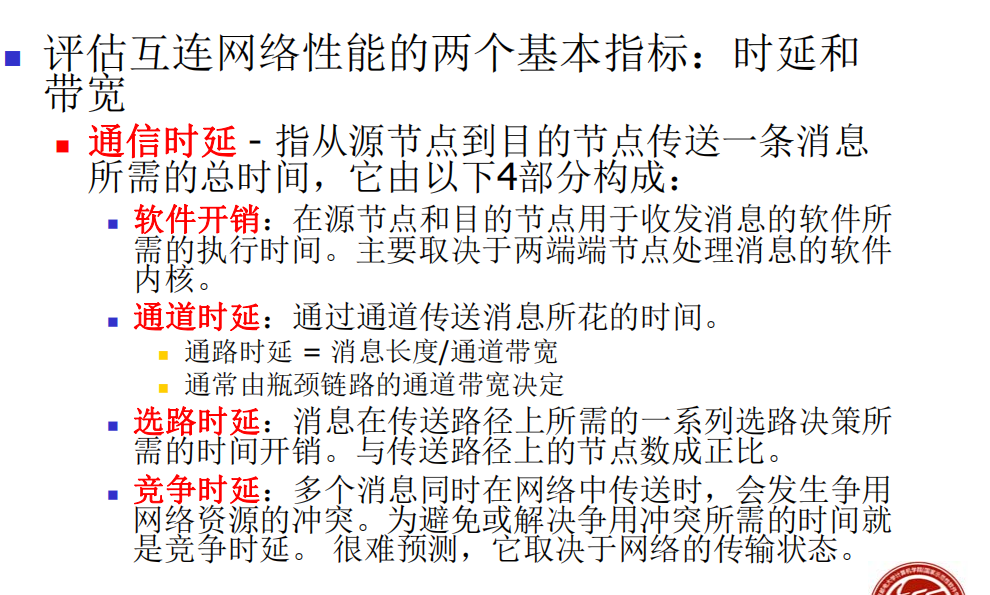 评估互连网络性能的两个基本指标：时延和
带宽
通信时延 - 指从源节点到目的节点传送一条消息
所需的总时间，它由以下4部分构成：
软件开销：在源节点和目的节点用于收发消息的软件所
需的执行时间。主要取决于两端端节点处理消息的软件
内核。
通道时延：通过通道传送消息所花的时间。
通路时延 = 消息长度/通道带宽
通常由瓶颈链路的通道带宽决定
选路时延：消息在传送路径上所需的一系列选路决策所
需的时间开销。与传送路径上的节点数成正比。
竞争时延：多个消息同时在网络中传送时，会发生争用
网络资源的冲突。为避免或解决争用冲突所需的时间就
是竞争时延。 很难预测，它取决于网络的传输状态。